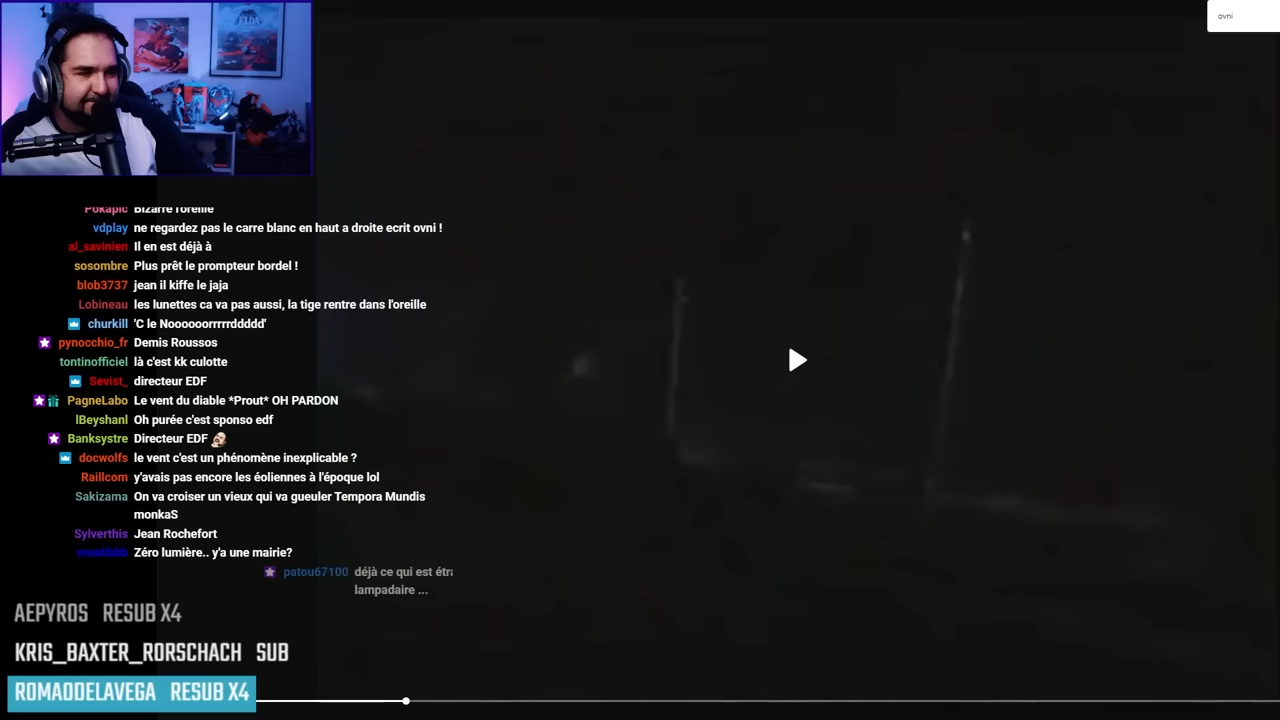 ZELDA
ovni
Pokapic Bizarre l'oreille
vdplay ne regardez pas le carre blanc en haut a droite ecrit ovni !
al_savinien Il en est déjà à
sosombre Plus prêt le prompteur bordel !
blob3737 jean il kiffe le jaja
Lobineau les lunettes ca va pas aussi, la tige rentre dans l'oreille
churkill 'C le Noooooorrrrrddddd'
pynocchio_fr Demis Roussos
tontinofficiel là c'est kk culotte
Sevist_ directeur EDF
PagneLabo Le vent du diable *Prout* OH PARDON
lBeyshanl Oh purée c'est sponso edf
Banksystre Directeur EDF
docwolfs le vent c'est un phénomène inexplicable ?
Raillcom y'avais pas encore les éoliennes à l'époque lol
Sakizama On va croiser un vieux qui va gueuler Tempora Mundis
monkaS
Sylverthis Jean Rochefort
Zéro lumière.. y'a une mairie?
patou67100 déjà ce qui est étra
lampadaire ...
AEPYROS RESUB X4
KRIS_BAXTER_RORSCHACH SUB
ROMAODELAVEGA RESUB X4